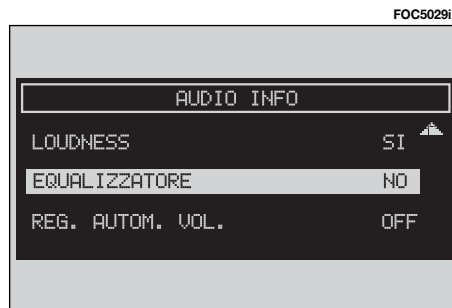 FOC5029i
AUDIO INFO
LOUDNESS SI
EQUALIZZATORE NO
REG. AUTOM. VOL. OFF